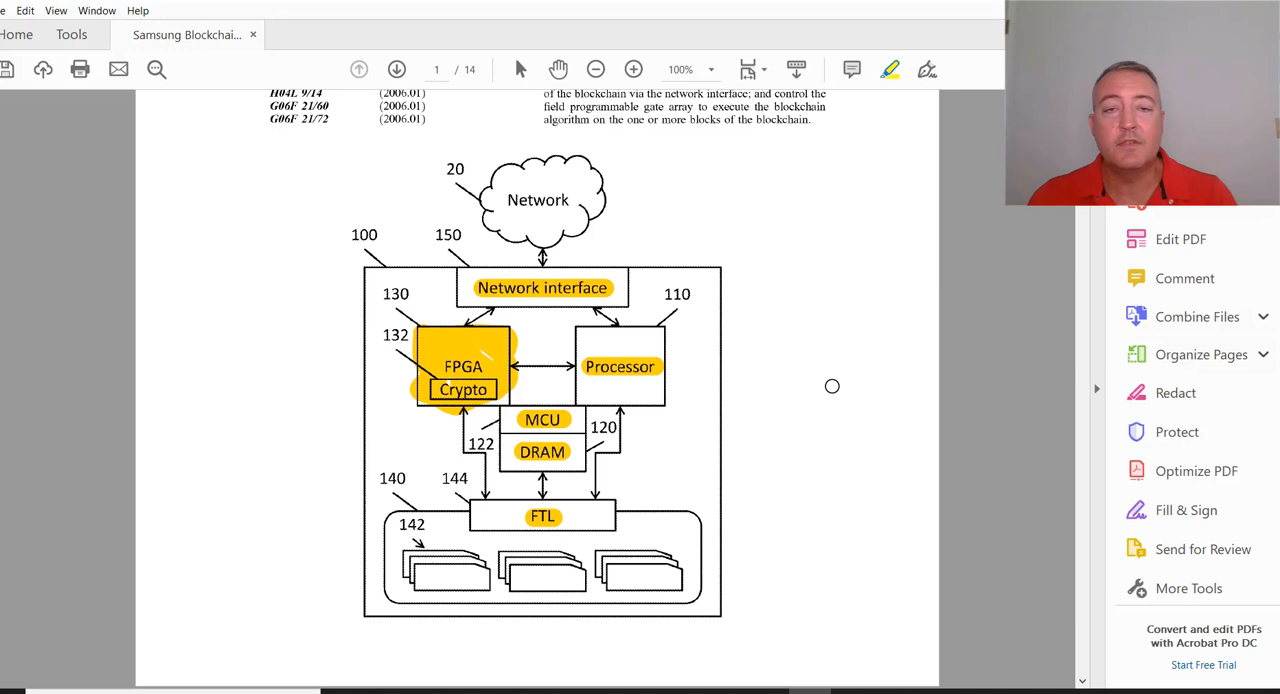 Edit View Window Help
Home Tools Samsung Blockchai... ×
1 / 14 100%
H04L 9/14 (2006.01)
G06F 21/60 (2006.01)
G06F 21/72 (2006.01)
of the blockchain via the network interface; and control the
field programmable gate array to execute the blockchain
algorithm on the one or more blocks of the blockchain.
20
Network
100
150
Network interface
130
110
132
FPGA
Crypto
Processor
MCU
122
120
DRAM
140
144
FTL
142
Edit PDF
Comment
Combine Files
Organize Pages
Redact
Protect
Optimize PDF
Fill & Sign
Send for Review
More Tools
Convert and edit PDFs
with Acrobat Pro DC
Start Free Trial